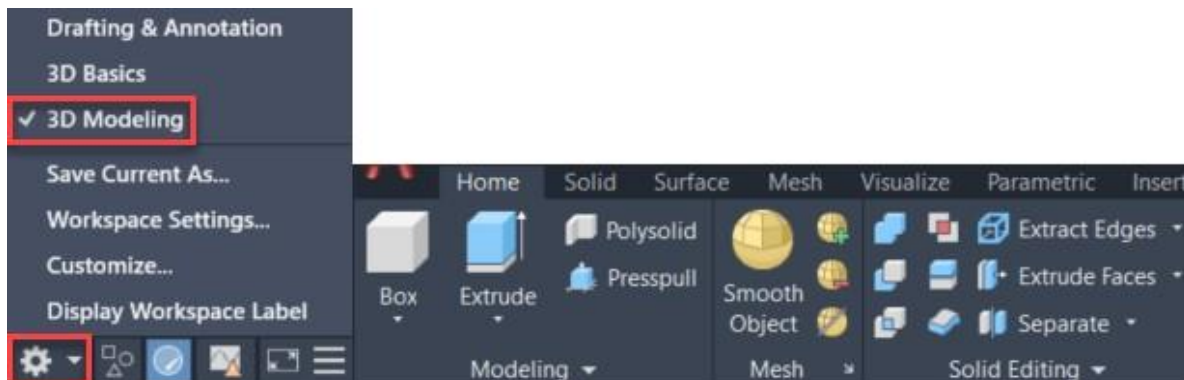 Drafting & Annotation
3D Basics
3D Modeling
Save Current As...
Workspace Settings...
Customize...
Display Workspace Label
Home Solid Surface Mesh Visualize Parametric Insert
Polysolid
Presspull
Box
Extrude
Smooth
Object
Extract Edges
Extrude Faces
Separate
Modeling
Mesh
Solid Editing